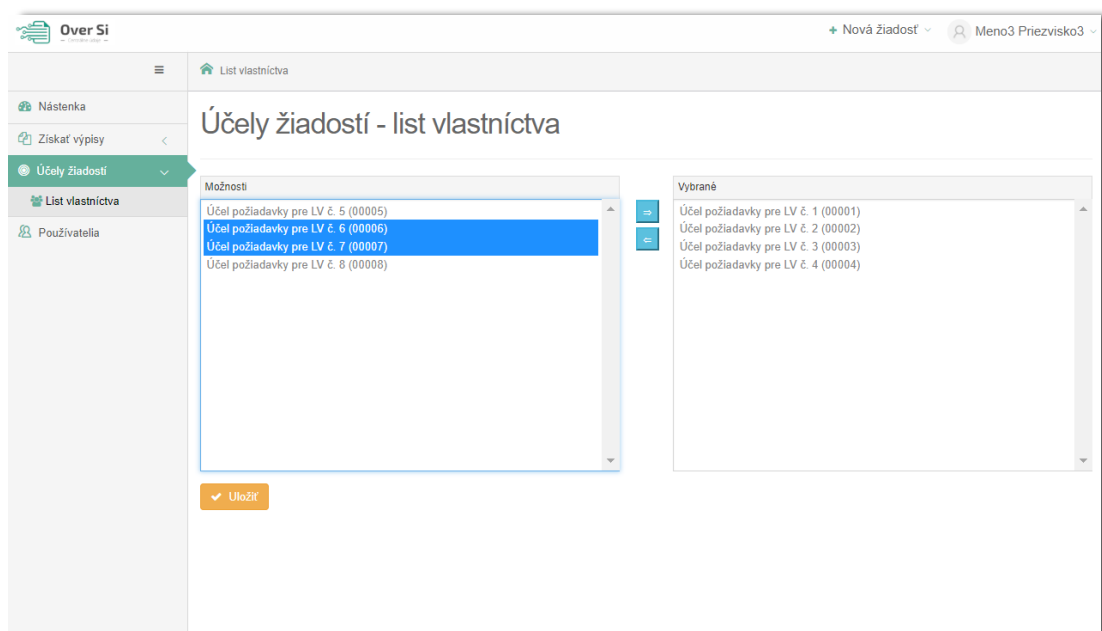 Over Si
+ Nová žiadosť
Meno3 Priezvisko3
List vlastníctva
Nástenka
Získať výpisy
Účely žiadostí
List vlastníctva
Používatelia
Účely žiadostí - list vlastníctva
Možnosti
Účel požiadavky pre LV č. 5 (00005)
Účel požiadavky pre LV č. 6 (00006)
Účel požiadavky pre LV č. 7 (00007)
Účel požiadavky pre LV č. 8 (00008)
⇒
⇐
Vybrané
Účel požiadavky pre LV č. 1 (00001)
Účel požiadavky pre LV č. 2 (00002)
Účel požiadavky pre LV č. 3 (00003)
Účel požiadavky pre LV č. 4 (00004)
Uložiť